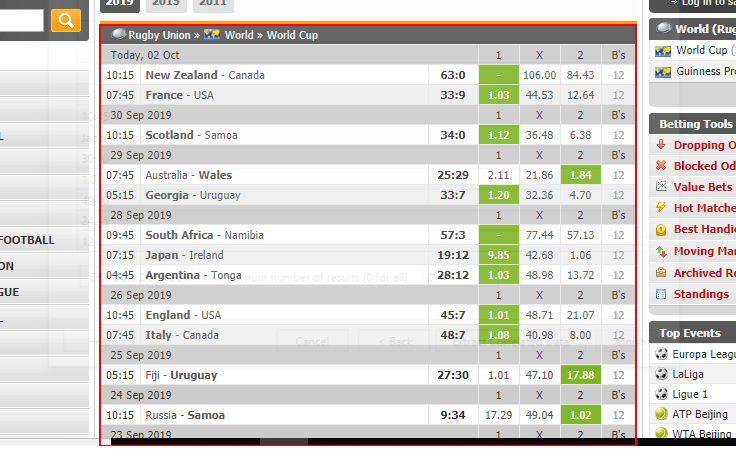 2019 2015 2011
Log in to sa
Rugby Union » World » World Cup
Today, 02 Oct 1 X 2 B's
10:15 New Zealand - Canada 63:0 - 106.00 84.43 12
07:45 France - USA 33:9 1.03 44.53 12.64 12
30 Sep 2019 1 X 2 B's
10:15 Scotland - Samoa 34:0 1.12 36.48 6.38 12
29 Sep 2019 1 X 2 B's
07:45 Australia - Wales 25:29 2.11 21.86 1.84 12
05:15 Georgia - Uruguay 33:7 1.20 32.36 4.70 12
28 Sep 2019 1 X 2 B's
09:45 South Africa - Namibia 57:3 - 77.44 57.13 12
07:15 Japan - Ireland 19:12 9.85 42.68 1.06 12
04:45 Argentina - Tonga 28:12 1.03 48.98 13.72 12
26 Sep 2019 1 X 2 B's
10:45 England - USA 45:7 1.01 48.71 21.07 12
07:45 Italy - Canada 48:7 1.08 40.98 8.00 12
25 Sep 2019 1 X 2 B's
05:15 Fiji - Uruguay 27:30 1.01 47.10 17.88 12
24 Sep 2019 1 X 2 B's
10:15 Russia - Samoa 9:34 17.29 49.04 1.02 12
23 Sep 2019 1 X 2 B's
FOOTBALL
ON
GUE
L
Cancel
< Back
World (Rug
World Cup (
Guinness Pro
Betting Tools
Dropping O
Blocked Od
Value Bets
Hot Matche
Best Handi
Moving Mar
Archived Re
Standings
Top Events
Europa Leagu
LaLiga
Ligue 1
ATP Beijing
WTA Beijing